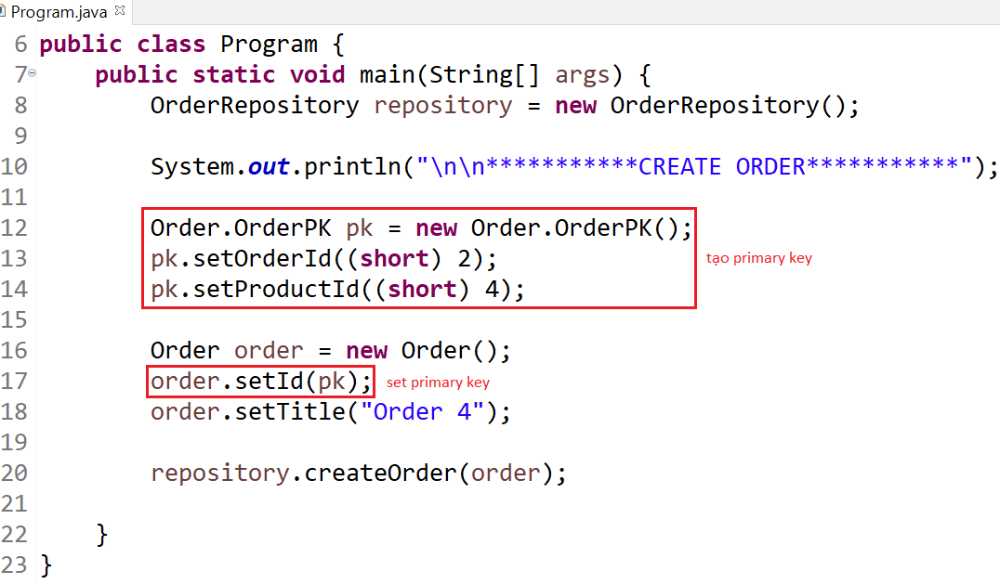 Program.java
6 public class Program {
7 public static void main(String[] args) {
8 OrderRepository repository = new OrderRepository();
9
10 System.out.println("\n\n***********CREATE ORDER***********");
11
12 Order.OrderPK pk = new Order.OrderPK();
13 pk.setOrderId((short) 2); tạo primary key
14 pk.setProductId((short) 4);
15
16 Order order = new Order();
17 order.setId(pk); set primary key
18 order.setTitle("Order 4");
19
20 repository.createOrder(order);
21
22 }
23 }